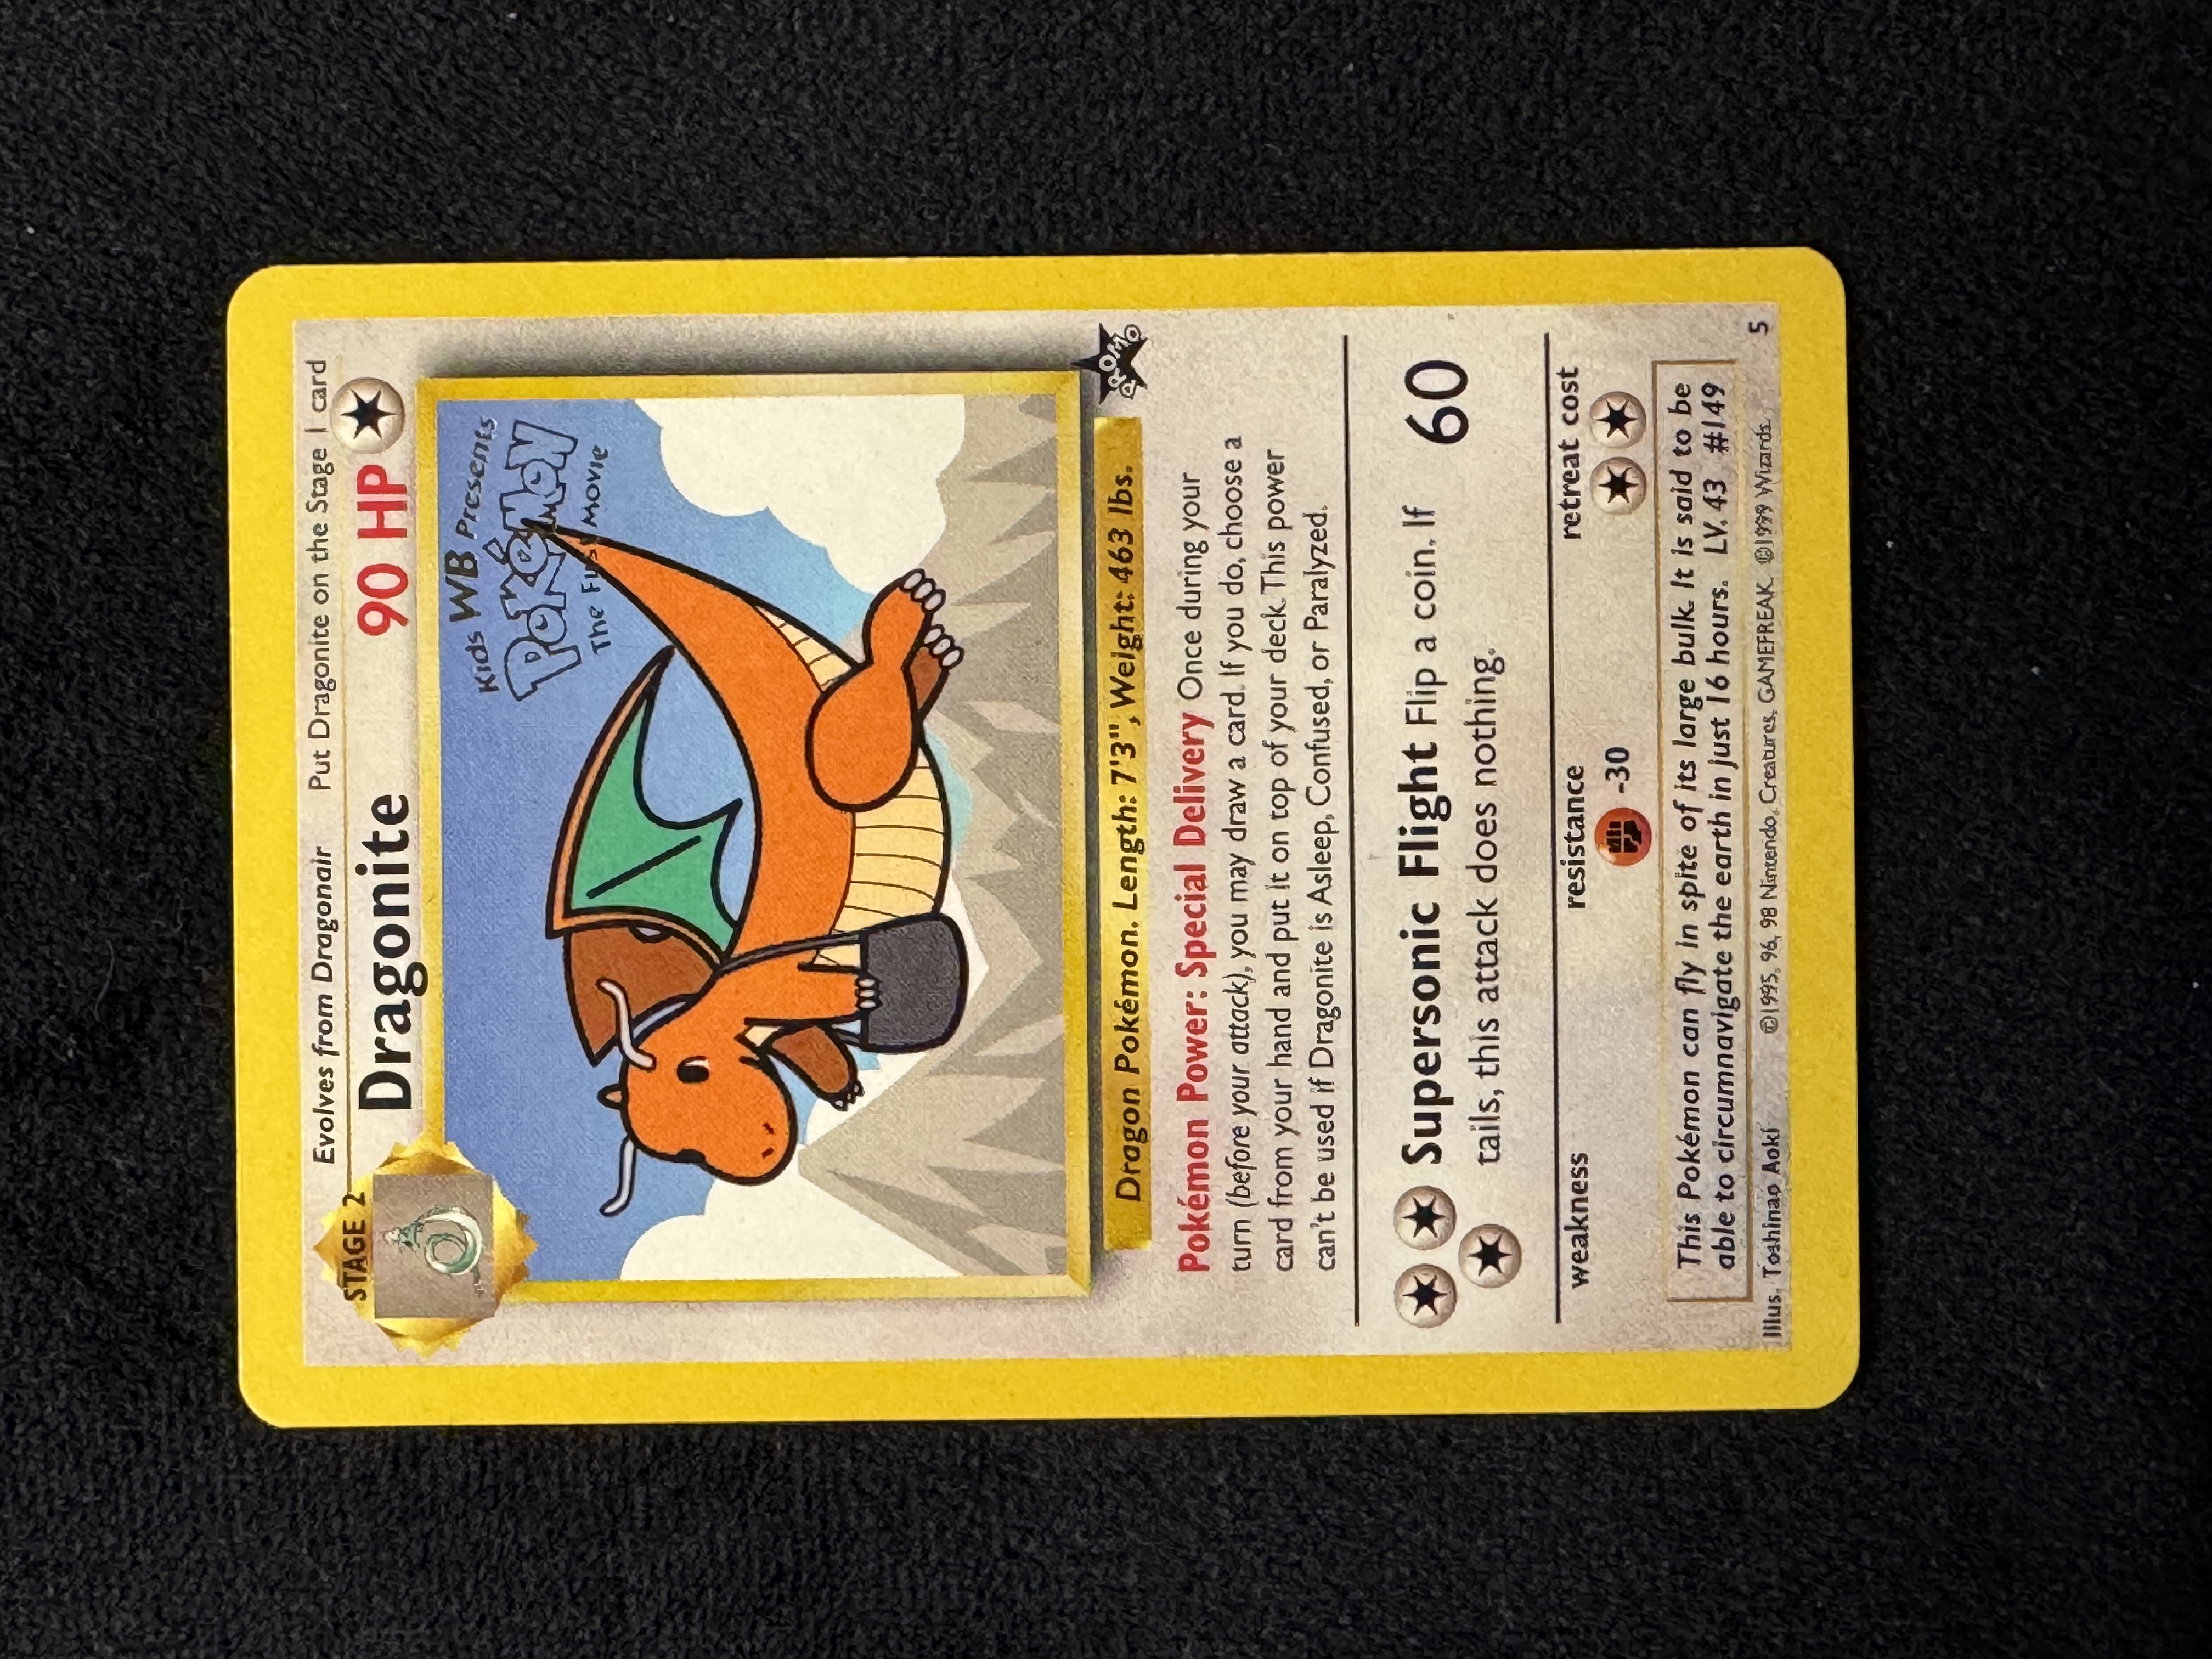 Evolves from Dragonair Put Dragonite on the Stage 1 card
STAGE 2
Dragonite 90 HP
Kids WB Presents
Pokémon
The First Movie
Dragon Pokémon. Length: 7'3", Weight: 463 lbs.
PROMO
Pokémon Power: Special Delivery Once during your
turn (before your attack), you may draw a card. If you do, choose a
card from your hand and put it on top of your deck. This power
can't be used if Dragonite is Asleep, Confused, or Paralyzed.
Supersonic Flight Flip a coin. If
tails, this attack does nothing.
60
weakness resistance retreat cost
-30
This Pokémon can fly in spite of its large bulk. It is said to be
able to circumnavigate the earth in just 16 hours. LV. 43 #149
Illus. Toshinao Aoki ©1995, 96, 98 Nintendo, Creatures, GAMEFREAK. ©1999 Wizards. 5